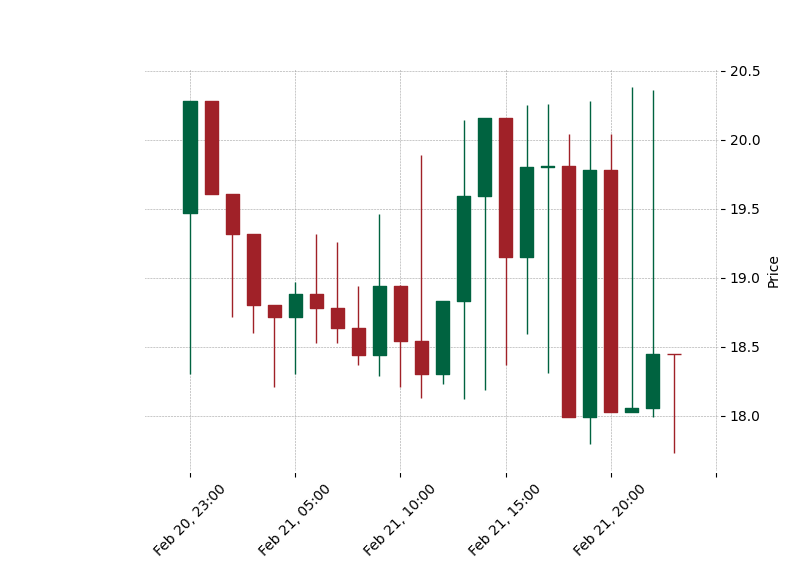 20.5
20.0
19.5
19.0
18.5
18.0
Price
Feb 20, 23:00
Feb 21, 05:00
Feb 21, 10:00
Feb 21, 15:00
Feb 21, 20:00